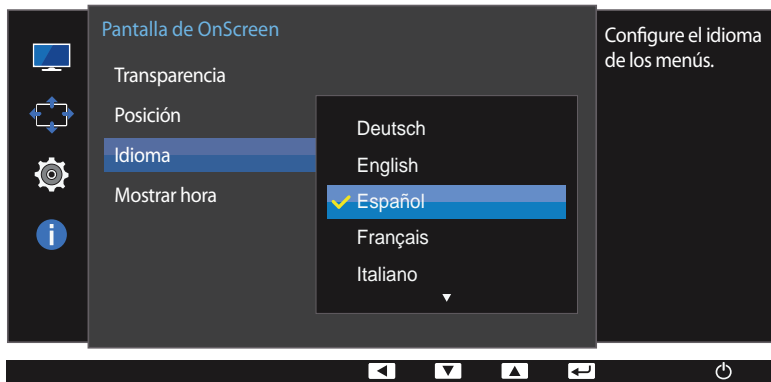 Pantalla de OnScreen
Transparencia
Posición
Idioma
Mostrar hora
Deutsch
English
Español
Français
Italiano
Configure el idioma
de los menús.